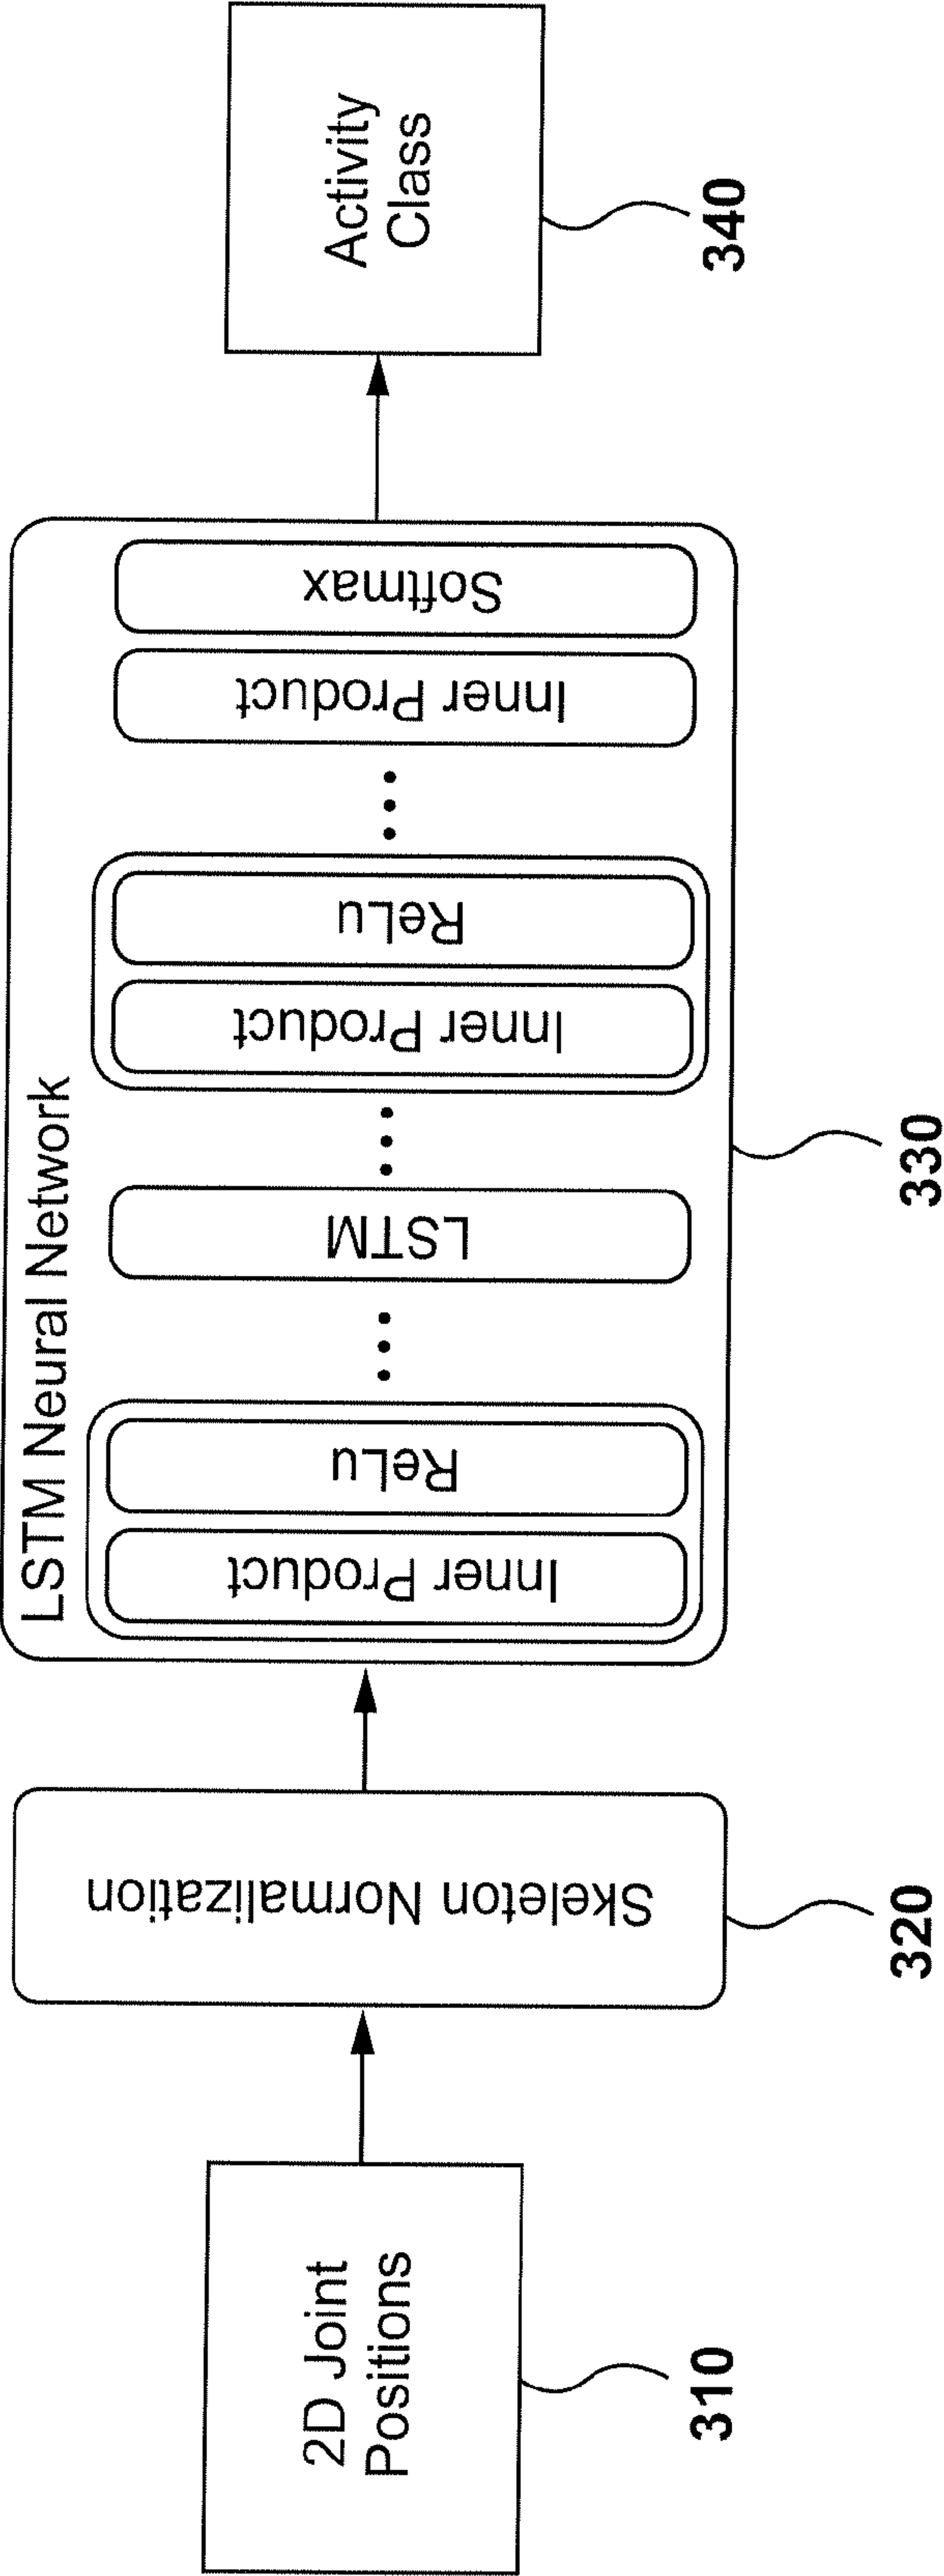 2D Joint
Positions
310
Skeleton Normalization
320
LSTM Neural Network
Inner Product
ReLu
...
LSTM
...
Inner Product
ReLu
...
Inner Product
Softmax
330
Activity
Class
340